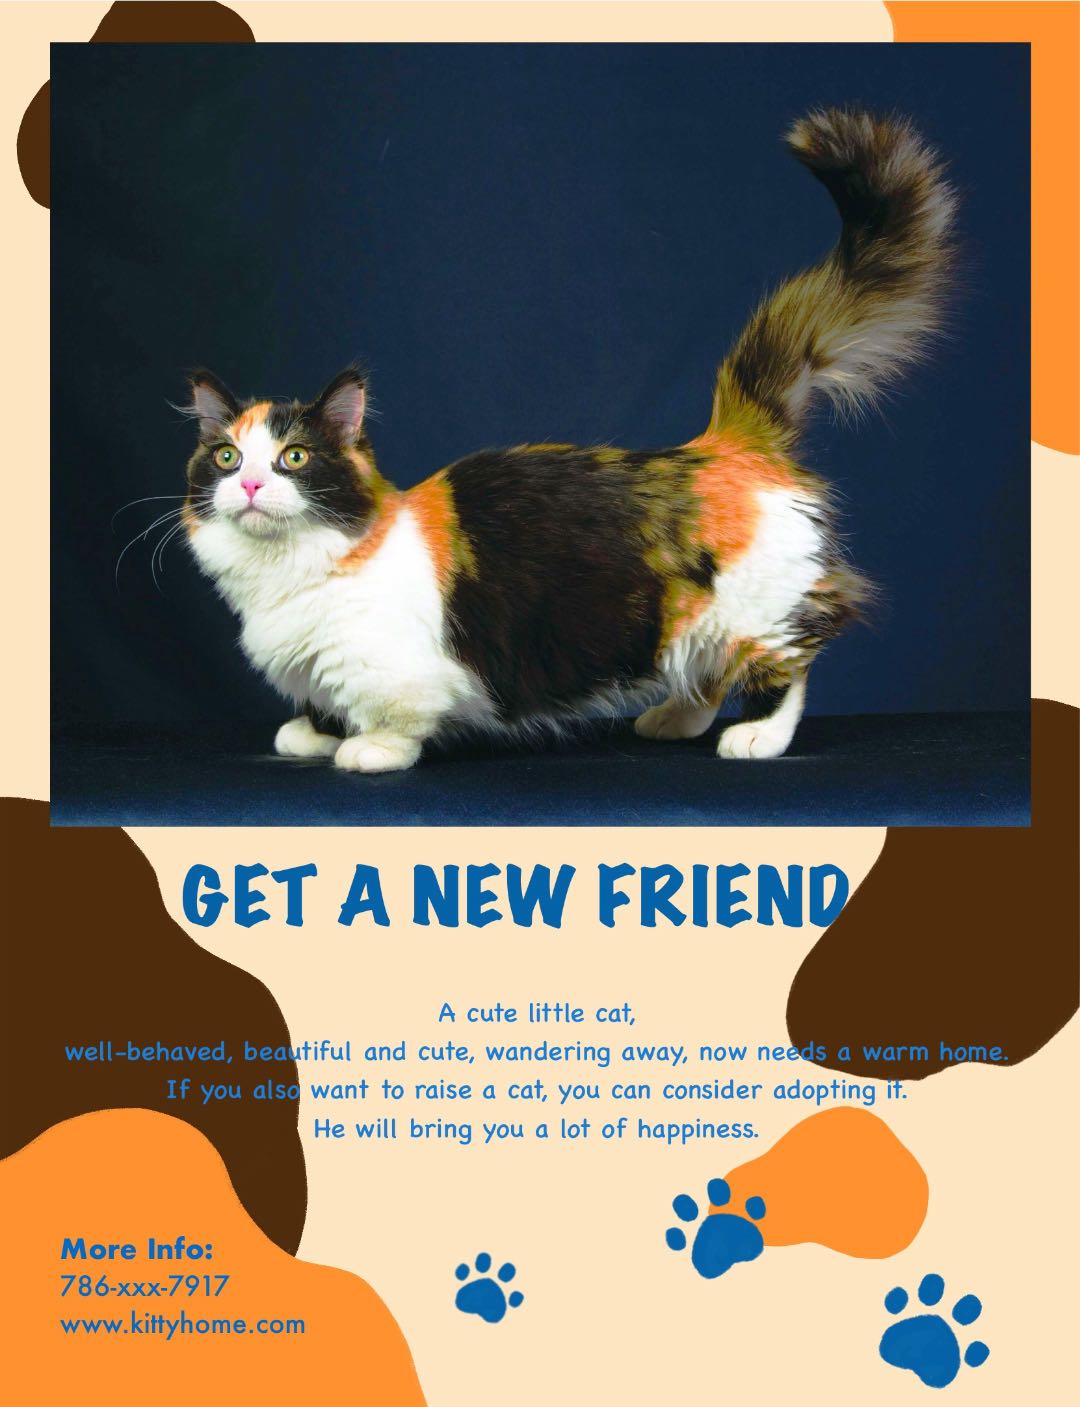 GET A NEW FRIEND
A cute little cat,
well-behaved, beautiful and cute, wandering away, now needs a warm home.
If you also want to raise a cat, you can consider adopting it.
He will bring you a lot of happiness.
More Info:
786-xxx-7917
www.kittyhome.com